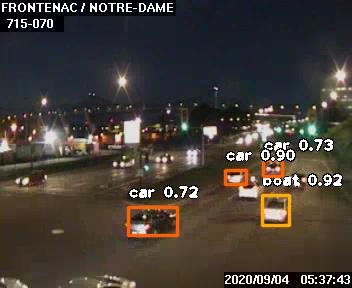 FRONTENAC / NOTRE-DAME
715-070
car 0.73
car 0.90
boat 0.92
car 0.72
2020/09/04 05:37:43